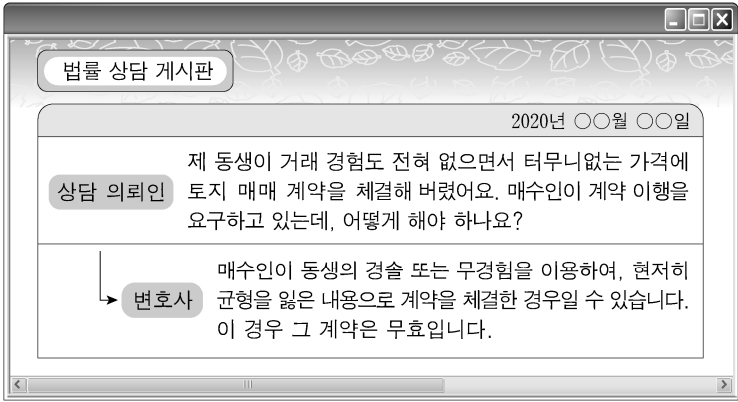 법률 상담 게시판
2020년 ○○월 ○○일
상담 의뢰인
제 동생이 거래 경험도 전혀 없으면서 터무니없는 가격에
토지 매매 계약을 체결해 버렸어요. 매수인이 계약 이행을
요구하고 있는데, 어떻게 해야 하나요?
변호사
매수인이 동생의 경솔 또는 무경험을 이용하여, 현저히
균형을 잃은 내용으로 계약을 체결한 경우일 수 있습니다.
이 경우 그 계약은 무효입니다.